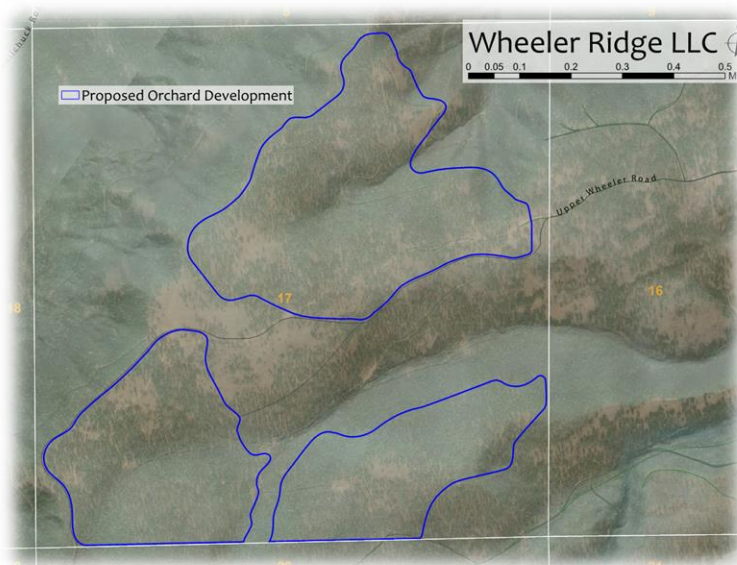 Wheeler Ridge LLC
0 0.05 0.1 0.2 0.3 0.4 0.5
Proposed Orchard Development
Upper Wheeler Road
17
16